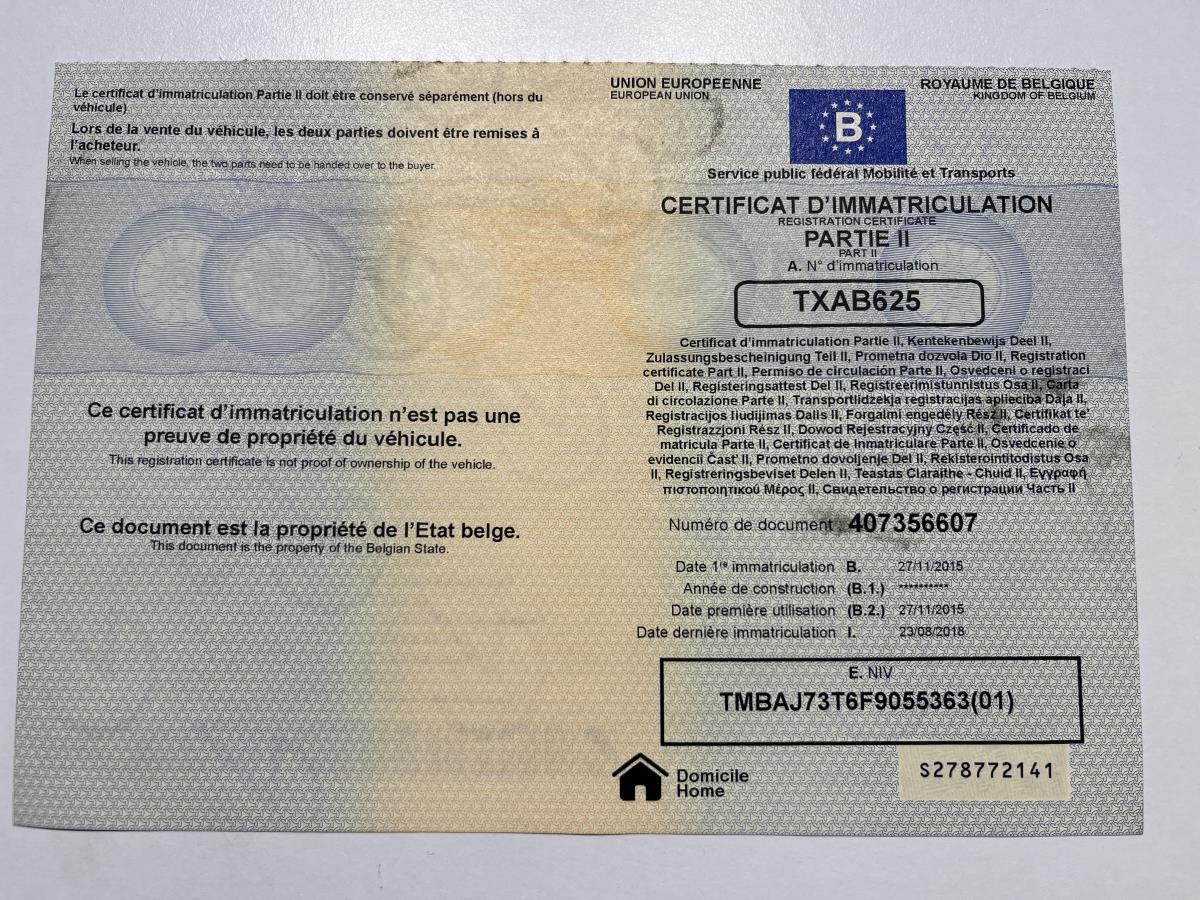 Le certificat d'immatriculation Partie II doit être conservé séparément (hors du
véhicule)
Lors de la vente du véhicule, les deux parties doivent être remises à
l'acheteur.
When selling the vehicle, the two parts need to be handed over to the buyer.
Ce certificat d'immatriculation n'est pas une
preuve de propriété du véhicule.
This registration certificate is not proof of ownership of the vehicle.
Ce document est la propriété de l'Etat belge.
This document is the property of the Belgian State.
UNION EUROPEENNE
EUROPEAN UNION
ROYAUME DE BELGIQUE
KINGDOM OF BELGIUM
B
Service public fédéral Mobilité et Transports
CERTIFICAT D'IMMATRICULATION
REGISTRATION CERTIFICATE
PARTIE II
PART II
A. N° d'immatriculation
TXAB625
Certificat d'immatriculation Partie II, Kentekenbewijs Deel II,
Zulassungsbescheinigung Teil II, Prometna dozvola Dio II, Registration
certificate Part II, Permiso de circulación Parte II, Osvedceni o registraci
Del II, Registeringsattest Del II, Registreerimistunnistus Osa II, Carta
di circolazione Parte II, Transportlidzekja registracijas aplieciba Daja II,
Registracijos liudijimas Dalis II, Forgalmi engedély Rész II, Certifikat te'
Registrazzjoni Rész II, Dowod Rejestracyjny Część II, Certificado de
matricula Parte II, Certificat de Inmatriculare Parte II, Osvedcenie o
evidencii Čast' II, Prometno dovoljenje Del II, Rekisterointitodistus Osa
II, Registreringsbeviset Delen II, Teastas Claraithe - Chuid II, Εγγραφή
πιστοποιητικού Μέρος II, Свидетельство о регистрации Часть II
Numéro de document 407356607
Date 1re immatriculation B. 27/11/2015
Année de construction (B.1.) **********
Date première utilisation (B.2.) 27/11/2015
Date dernière immatriculation I. 23/08/2018
E. NIV
TMBAJ73T6F9055363(01)
Domicile
Home
S278772141